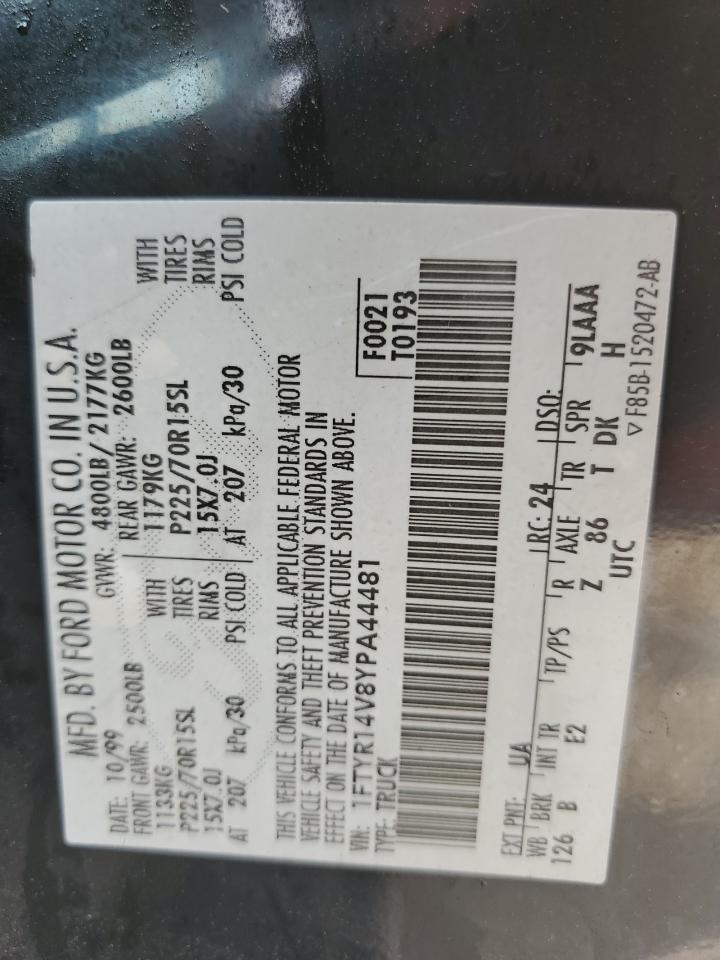 MFD. BY FORD MOTOR CO. IN U.S.A.
DATE: 10/99 GVWR: 4800LB/ 2177KG
FRONT GAWR: 2500LB REAR GAWR: 2600LB
1133KG WITH 1179KG WITH
P225/70R15SL TIRES P225/70R15SL TIRES
15X7.0J RIMS 15X7.0J RIMS
AT 207 kPa/30 PSI COLD AT 207 kPa/30 PSI COLD
THIS VEHICLE CONFORMS TO ALL APPLICABLE FEDERAL MOTOR
VEHICLE SAFETY AND THEFT PREVENTION STANDARDS IN
EFFECT ON THE DATE OF MANUFACTURE SHOWN ABOVE.
VIN: 1FTYR14V8YPA44481 F0021
TYPE: TRUCK T0193
EXT PNT: UA RC: 24 DSO:
WB BRK INT TR TP/PS R AXLE TR SPR 9LAAA
126 B E2 Z 86 T DK H
UTC ▽ F85B-1520472-AB